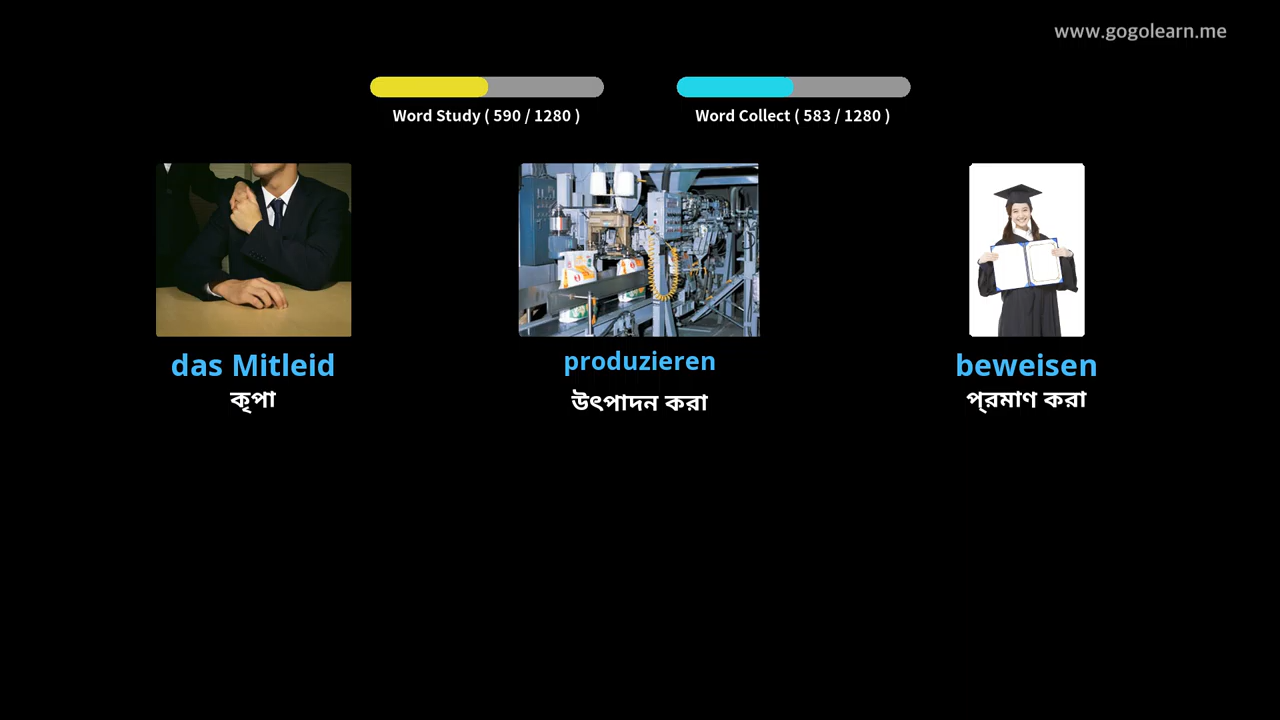 www.gogolearn.me
Word Study ( 590 / 1280 )
Word Collect ( 583 / 1280 )
das Mitleid
produzieren
beweisen
কৃপা
উৎপাদন করা
প্রমাণ করা